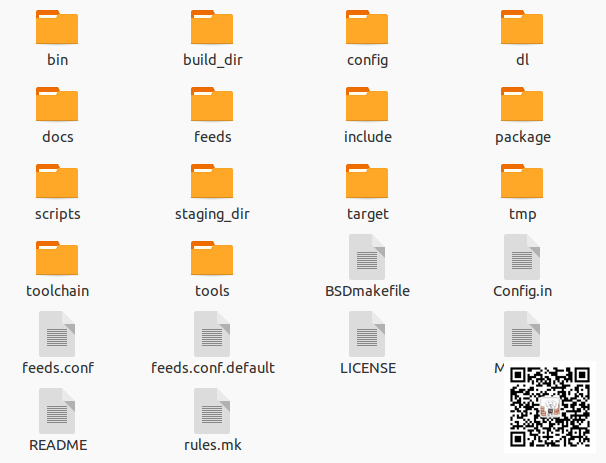 bin build_dir config dl
docs feeds include package
scripts staging_dir target tmp
toolchain tools BSDmakefile Config.in
feeds.conf feeds.conf.default LICENSE
README rules.mk